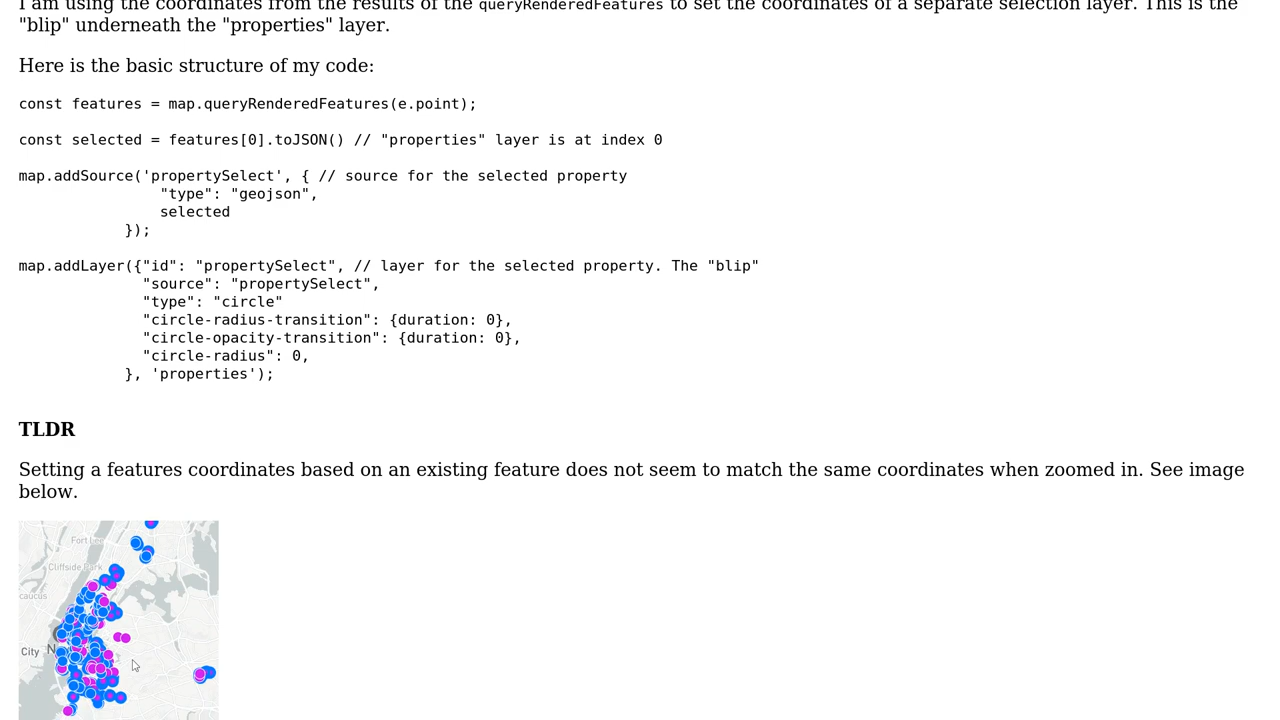 I am using the coordinates from the results of the queryRenderedFeatures to set the coordinates of a separate selection layer. This is the
"blip" underneath the "properties" layer.
Here is the basic structure of my code:
const features = map.queryRenderedFeatures(e.point);
const selected = features[0].toJSON() // "properties" layer is at index 0
map.addSource('propertySelect', { // source for the selected property
"type": "geojson",
selected
});
map.addLayer({"id": "propertySelect", // layer for the selected property. The "blip"
"source": "propertySelect",
"type": "circle"
"circle-radius-transition": {duration: 0},
"circle-opacity-transition": {duration: 0},
"circle-radius": 0,
}, 'properties');
TLDR
Setting a features coordinates based on an existing feature does not seem to match the same coordinates when zoomed in. See image
below.
Fort Lee
Cliffside Park
caucus
City N